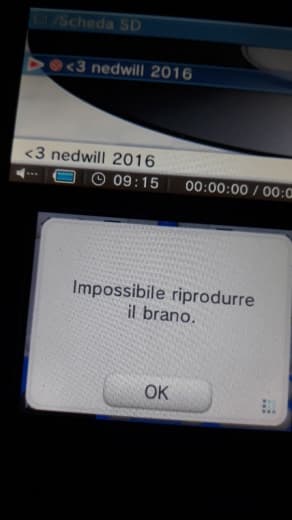 /Scheda SD
<3 nedwill 2016
<3 nedwill 2016
09:15 00:00:00 / 00:0
Impossibile riprodurre
il brano.
OK